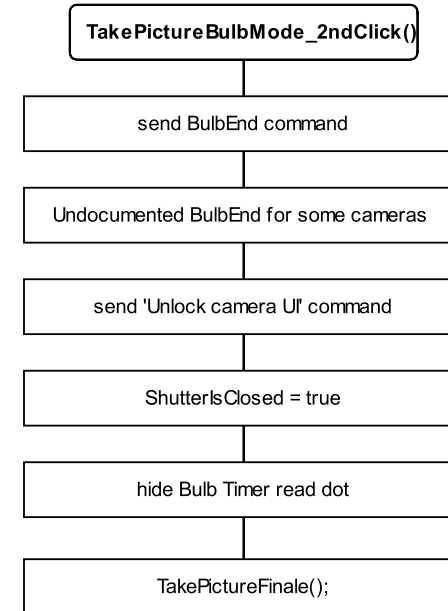 TakePictureBulbMode_2ndClick()
send BulbEnd command
Undocumented BulbEnd for some cameras
send 'Unlock camera UI' command
ShutterIsClosed = true
hide Bulb Timer read dot
TakePictureFinale();